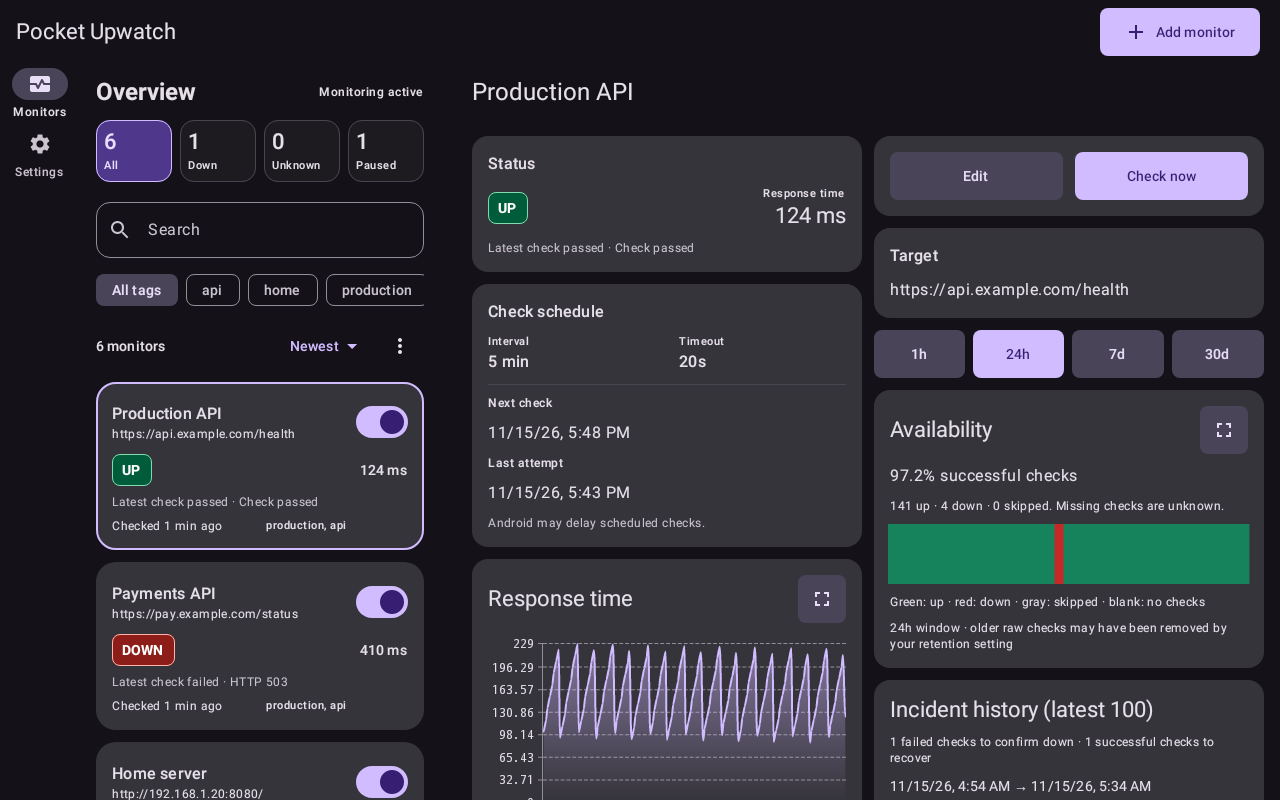 Pocket Upwatch
Add monitor
Monitors
Settings
Overview
Monitoring active
6
All
1
Down
0
Unknown
1
Paused
Search
All tags
api
home
production
6 monitors
Newest
Production API
https://api.example.com/health
UP
124 ms
Latest check passed · Check passed
Checked 1 min ago
production, api
Payments API
https://pay.example.com/status
DOWN
410 ms
Latest check failed · HTTP 503
Checked 1 min ago
production, api
Home server
http://192.168.1.20:8080/
Production API
Status
UP
Response time
124 ms
Latest check passed · Check passed
Check schedule
Interval
5 min
Timeout
20s
Next check
11/15/26, 5:48 PM
Last attempt
11/15/26, 5:43 PM
Android may delay scheduled checks.
Response time
229
196.29
163.57
130.86
98.14
65.43
32.71
Edit
Check now
Target
https://api.example.com/health
1h
24h
7d
30d
Availability
97.2% successful checks
141 up · 4 down · 0 skipped. Missing checks are unknown.
Green: up · red: down · gray: skipped · blank: no checks
24h window · older raw checks may have been removed by
your retention setting
Incident history (latest 100)
1 failed checks to confirm down · 1 successful checks to
recover
11/15/26, 4:54 AM → 11/15/26, 5:34 AM